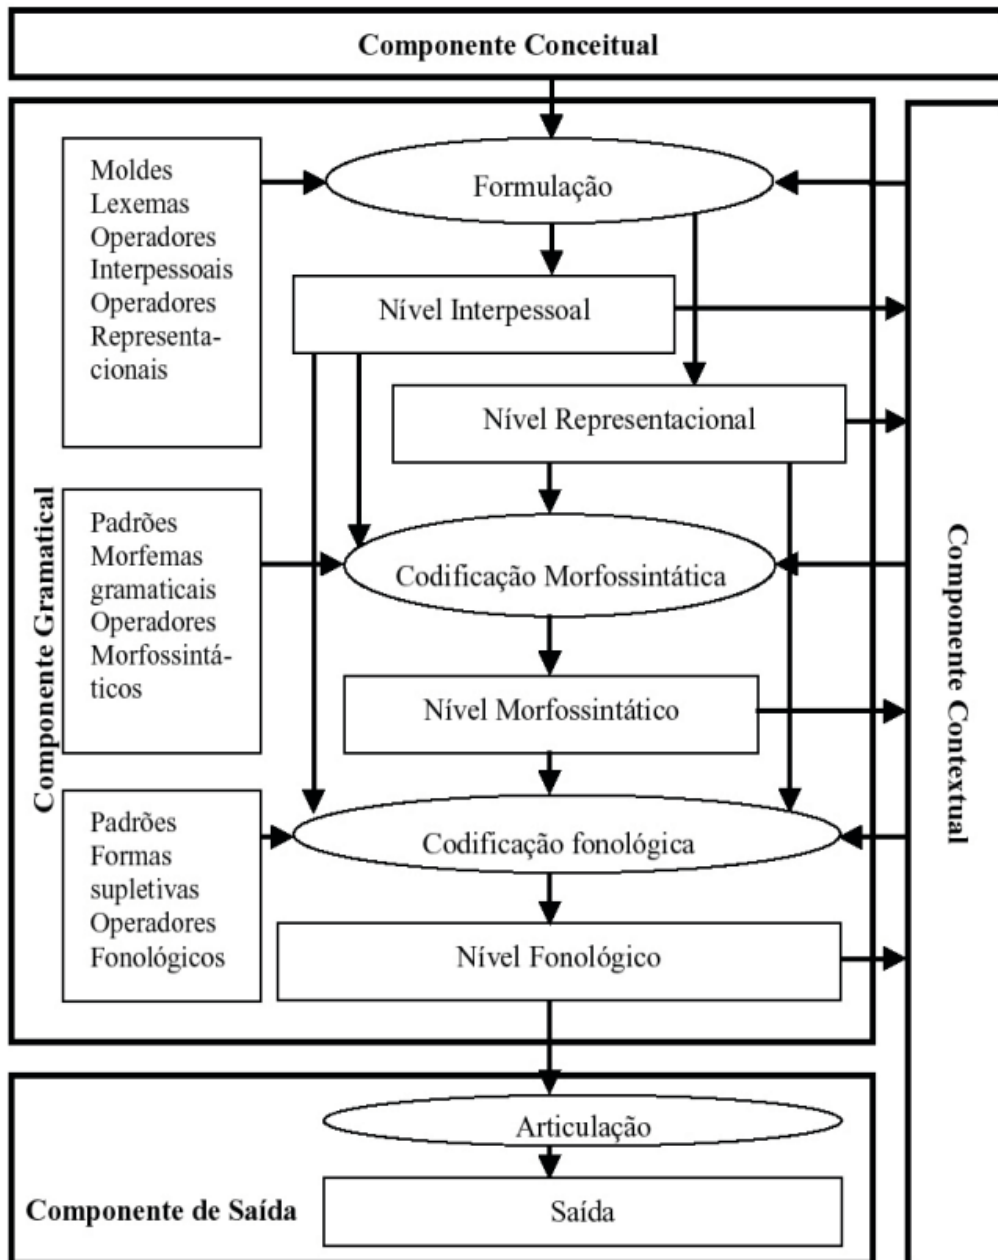 Componente Conceitual
Moldes
Lexemas
Operadores
Interpessoais
Operadores
Representa-
cionais
Formulação
Nível Interpessoal
Nível Representacional
Componente Gramatical
Padrões
Morfemas
gramaticais
Operadores
Morfossintá-
ticos
Codificação Morfossintática
Nível Morfossintático
Componente Contextual
Padrões
Formas
supletivas
Operadores
Fonológicos
Codificação fonológica
Nível Fonológico
Articulação
Componente de Saída
Saída